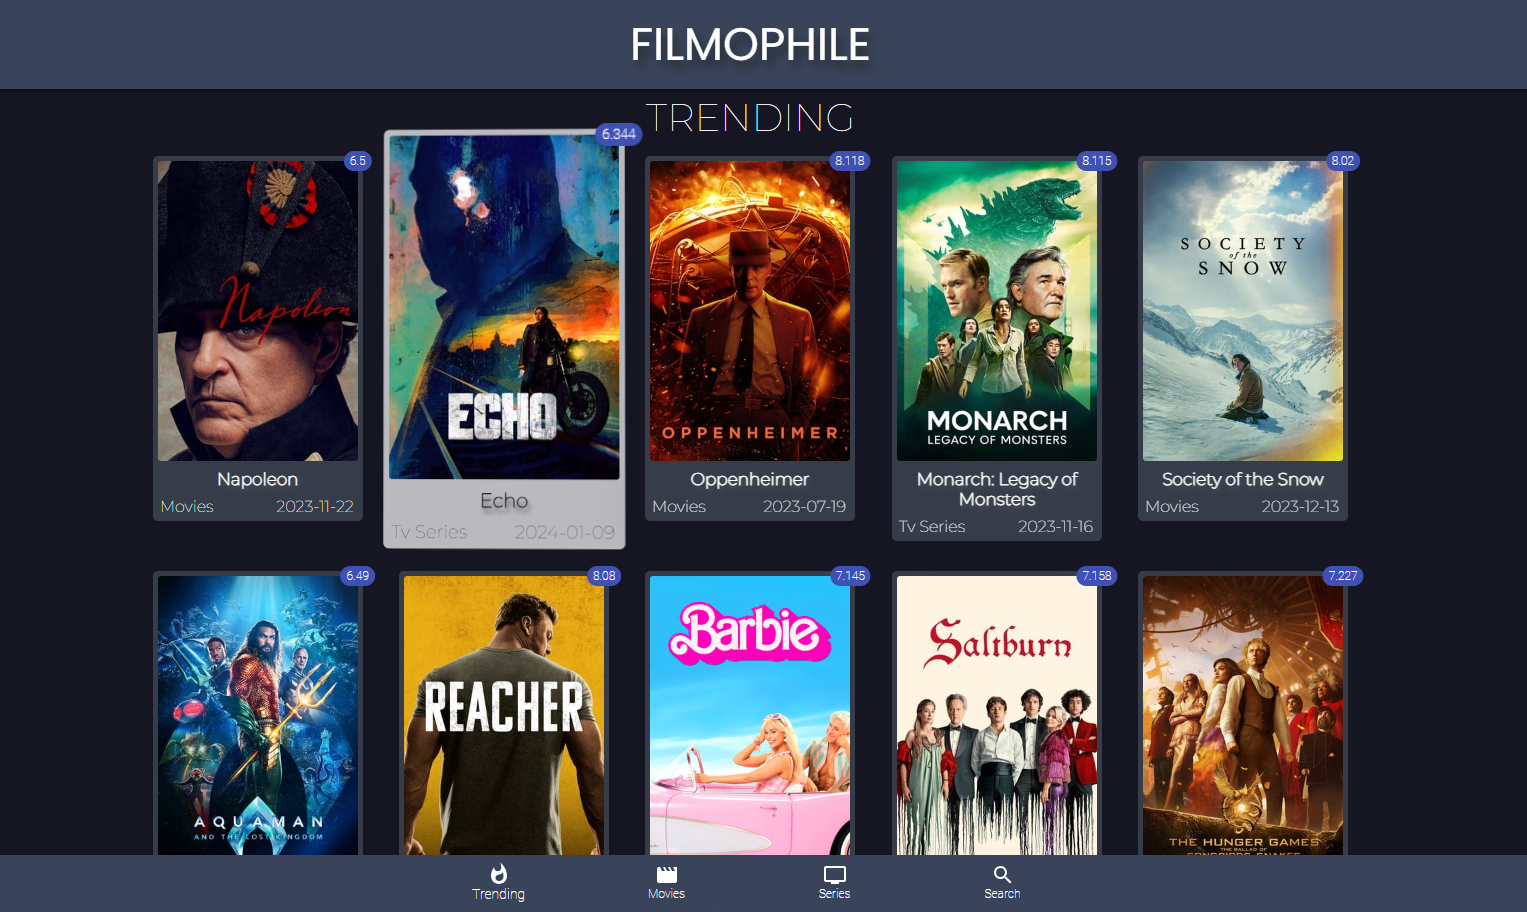 FILMOPHILE
TRENDING
6.5
Napoleon
Napoleon
Movies 2023-11-22
6.344
ECHO
Echo
Tv Series 2024-01-09
8.118
OPPENHEIMER
Oppenheimer
Movies 2023-07-19
8.115
MONARCH
LEGACY OF MONSTERS
Monarch: Legacy of
Monsters
Tv Series 2023-11-16
8.02
SOCIETY
of the
SNOW
Society of the Snow
Movies 2023-12-13
6.49
AQUAMAN
AND THE LOST KINGDOM
8.08
REACHER
7.145
Barbie
7.158
Saltburn
7.227
THE HUNGER GAMES
THE BALLAD OF
Trending
Movies
Series
Search